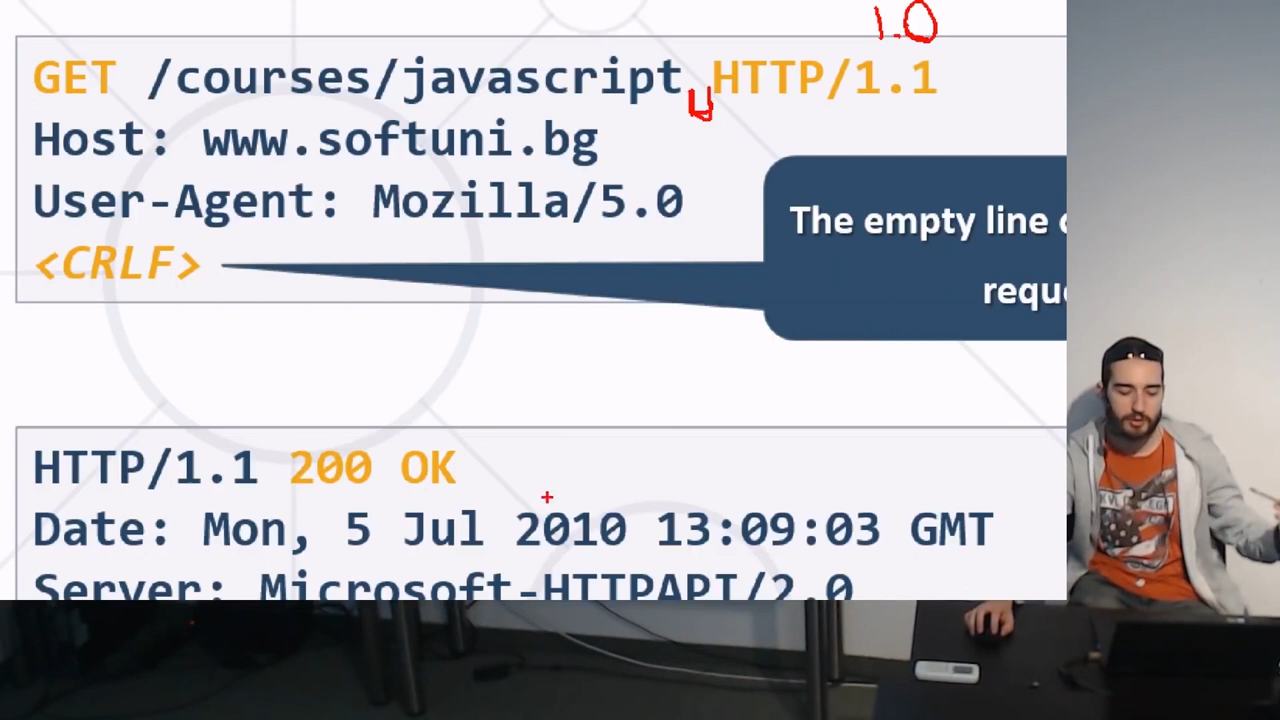 1.0
GET /courses/javascript HTTP/1.1
Host: www.softuni.bg
User-Agent: Mozilla/5.0
The empty line
<CRLF>
HTTP/1.1 200 OK
Date: Mon, 5 Jul 2010 13:09:03 GMT
Server: Microsoft-HTTPAPI/2.0